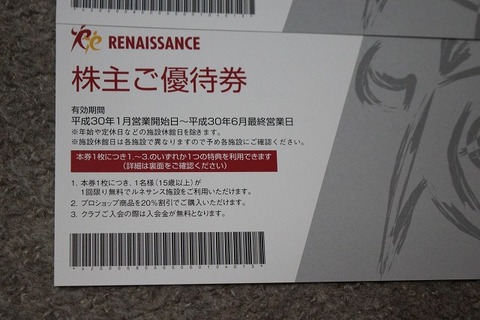 RENAISSANCE
株主ご優待券
有効期間
平成30年1月営業開始日～平成30年6月最終営業日
※年始や定休日などの施設休館日を除きます。
※施設休館日は各施設で異なりますので予め各施設にご確認ください。
本券1枚につき1.～3.のいずれか1つの特典を利用できます
(詳細は裏面をご確認ください)
1. 本券1枚につき、1名様(15歳以上)が
1回限り無料でルネサンス施設をご利用いただけます。
2. プロショップ商品を20％割引でご購入いただけます。
3. クラブご入会の際は入会金が無料となります。